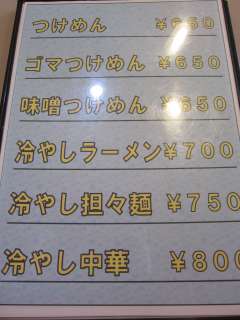 つけめん ¥650
ゴマつけめん ¥650
味噌つけめん ¥650
冷やしラーメン ¥700
冷やし担々麺 ¥750
冷やし中華 ¥800